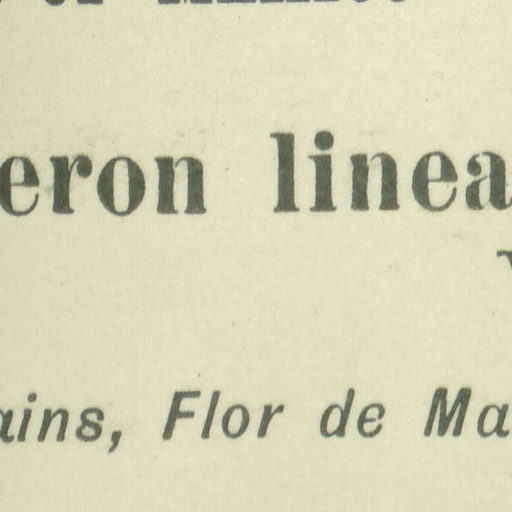 eron linea
ains, Flor de Ma